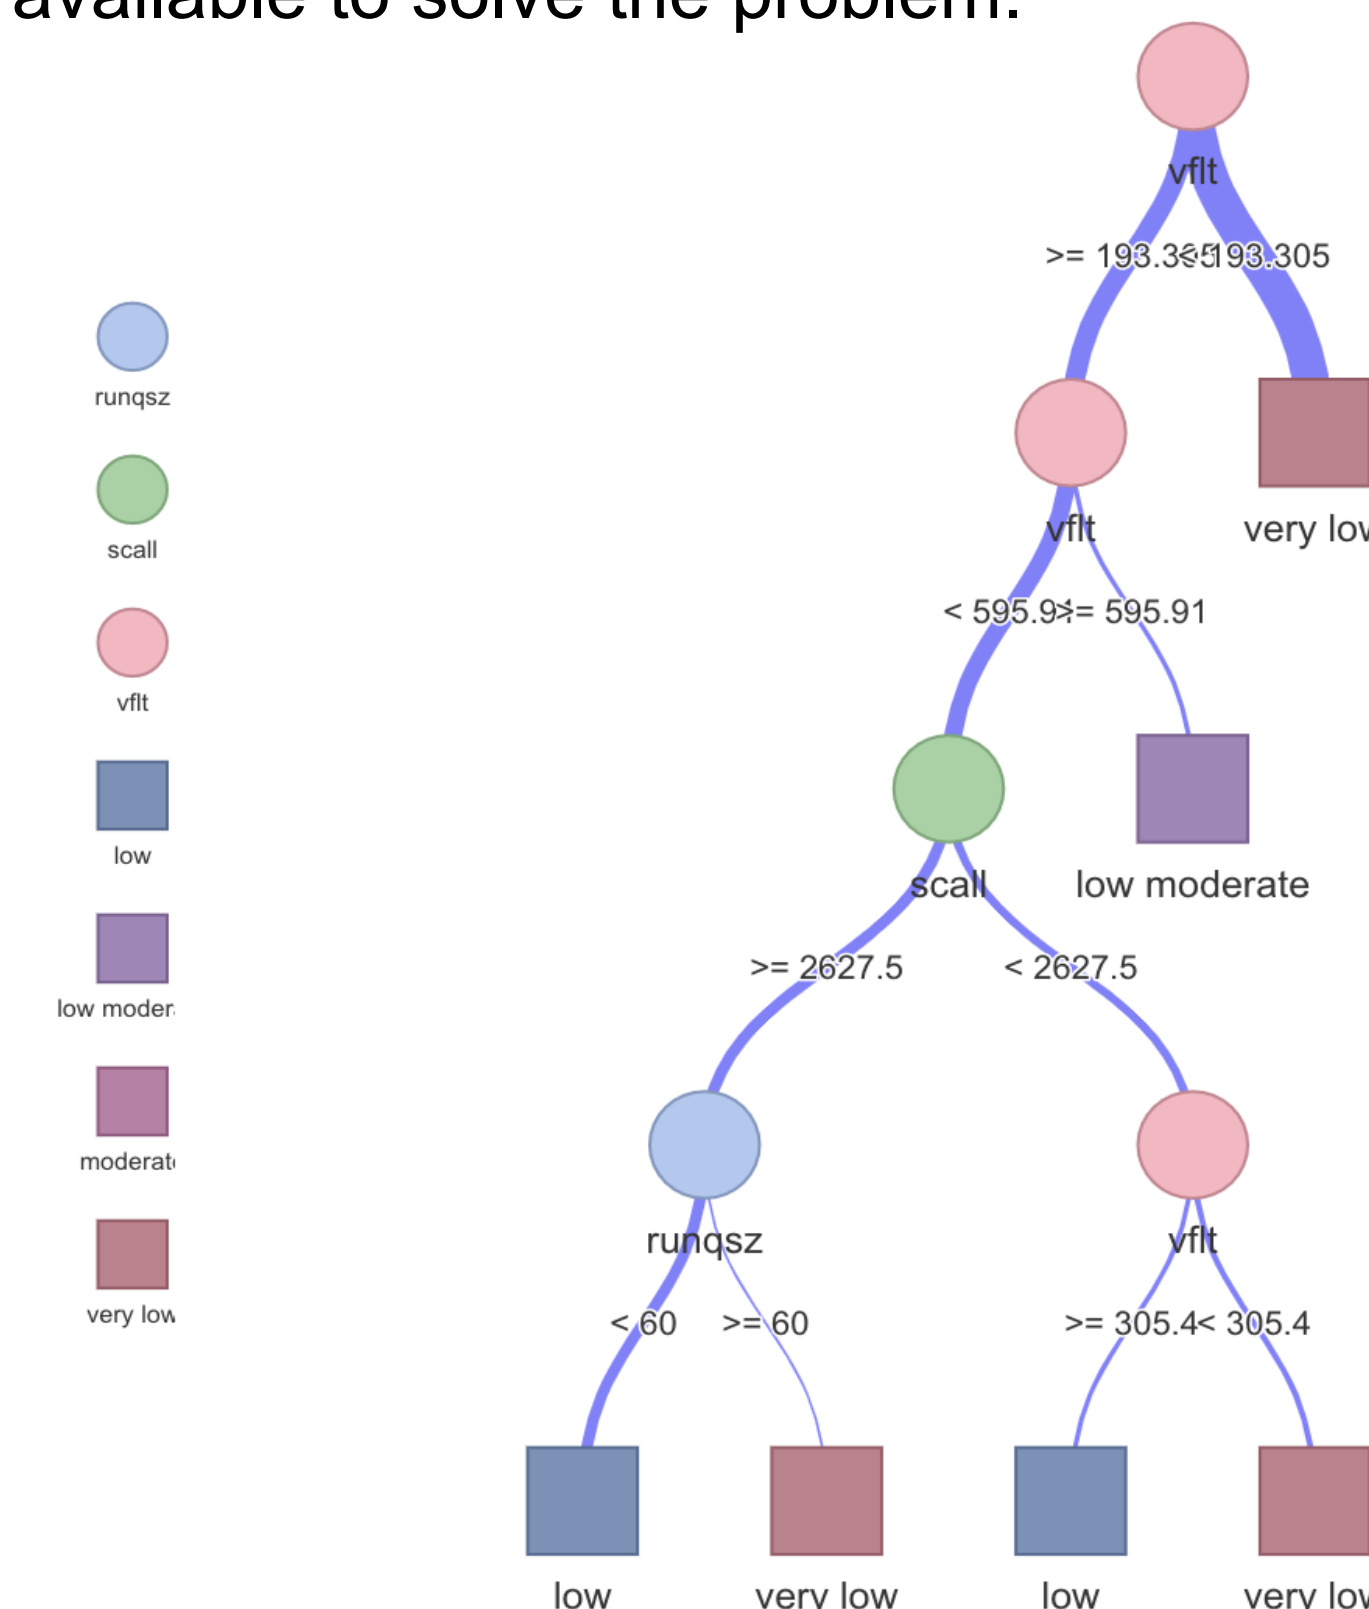 available to solve the problem.
vflt
>= 193.305 < 193.305
runqsz
scall
vflt
low
low modera
moderate
very low
vflt
very low
< 595.91 >= 595.91
scall
low moderate
>= 2627.5 < 2627.5
runqsz
vflt
< 60 >= 60 >= 305.4 < 305.4
low very low low very low